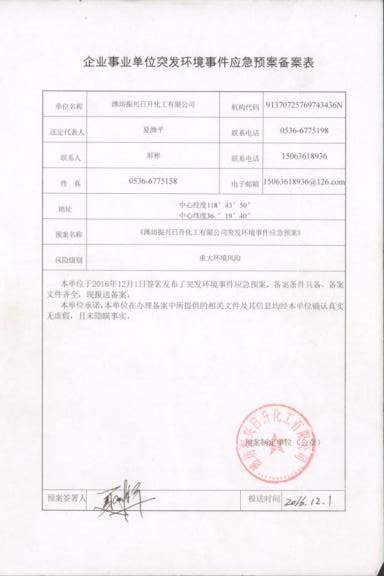 企业事业单位突发环境事件应急预案备案表
单位名称 潍坊振兴日升化工有限公司 机构代码 91370725769743436N
法定代表人 联系电话 0536-6775198
联系人 联系电话 15063618936
传 真 0536-6775158 电子邮箱 15063618936@126.com
地址 中心经度118°43′50″
中心纬度36°19′40″
预案名称 《潍坊振兴日升化工有限公司突发环境事件应急预案》
风险级别 重大环境风险
本单位于2016年12月1日签署发布了突发环境事件应急预案，备案条件具备，备案
文件齐全，现报送备案。
本单位承诺，本单位在办理备案中所提供的相关文件及其信息均经本单位确认真实
无虚假，且未隐瞒事实。
潍坊振兴日升化工有限公司
预案制定单位（公章）
预案签署人 报送时间 2016.12.1